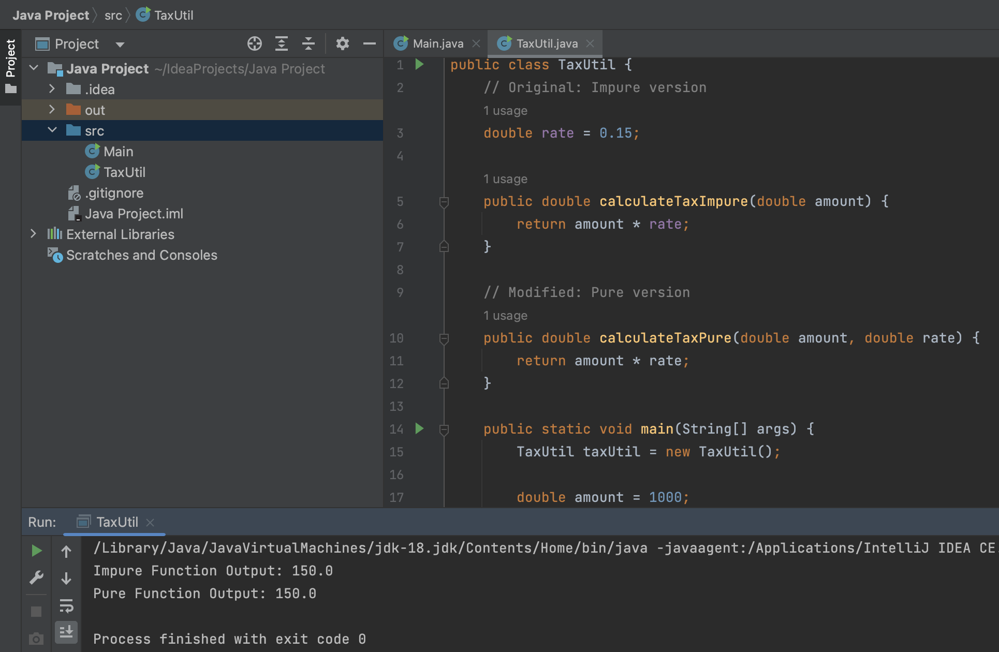 Java Project src TaxUtil
Project
Project
Main.java
TaxUtil.java
Java Project ~/IdeaProjects/Java Project
.idea
out
src
Main
TaxUtil
.gitignore
Java Project.iml
External Libraries
Scratches and Consoles
1 public class TaxUtil {
2 // Original: Impure version
1 usage
3 double rate = 0.15;
4
1 usage
5 public double calculateTaxImpure(double amount) {
6 return amount * rate;
7 }
8
9 // Modified: Pure version
1 usage
10 public double calculateTaxPure(double amount, double rate) {
11 return amount * rate;
12 }
13
14 public static void main(String[] args) {
15 TaxUtil taxUtil = new TaxUtil();
16
17 double amount = 1000;
Run: TaxUtil
/Library/Java/JavaVirtualMachines/jdk-18.jdk/Contents/Home/bin/java -javaagent:/Applications/IntelliJ IDEA CE.
Impure Function Output: 150.0
Pure Function Output: 150.0
Process finished with exit code 0